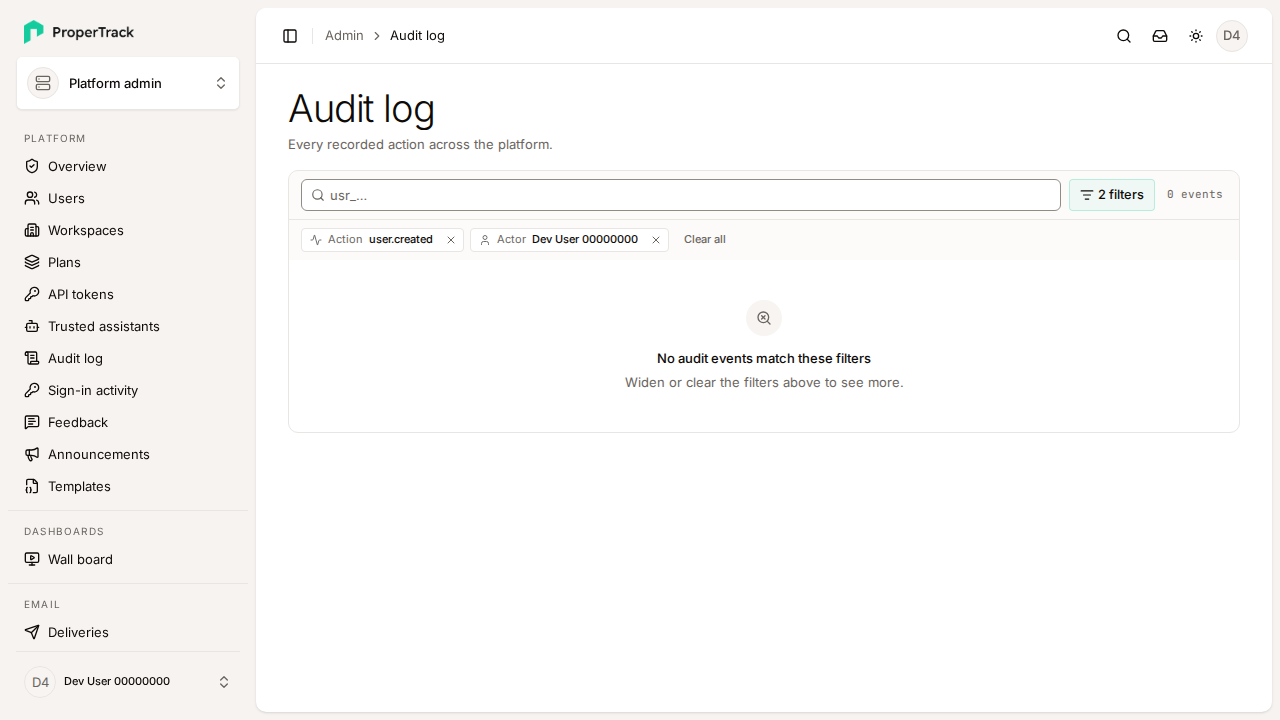 ProperTrack
Platform admin
PLATFORM
Overview
Users
Workspaces
Plans
API tokens
Trusted assistants
Audit log
Sign-in activity
Feedback
Announcements
Templates
DASHBOARDS
Wall board
EMAIL
Deliveries
D4 Dev User 00000000
Admin > Audit log
D4
Audit log
Every recorded action across the platform.
usr_...
2 filters
0 events
Action user.created
Actor Dev User 00000000
Clear all
No audit events match these filters
Widen or clear the filters above to see more.